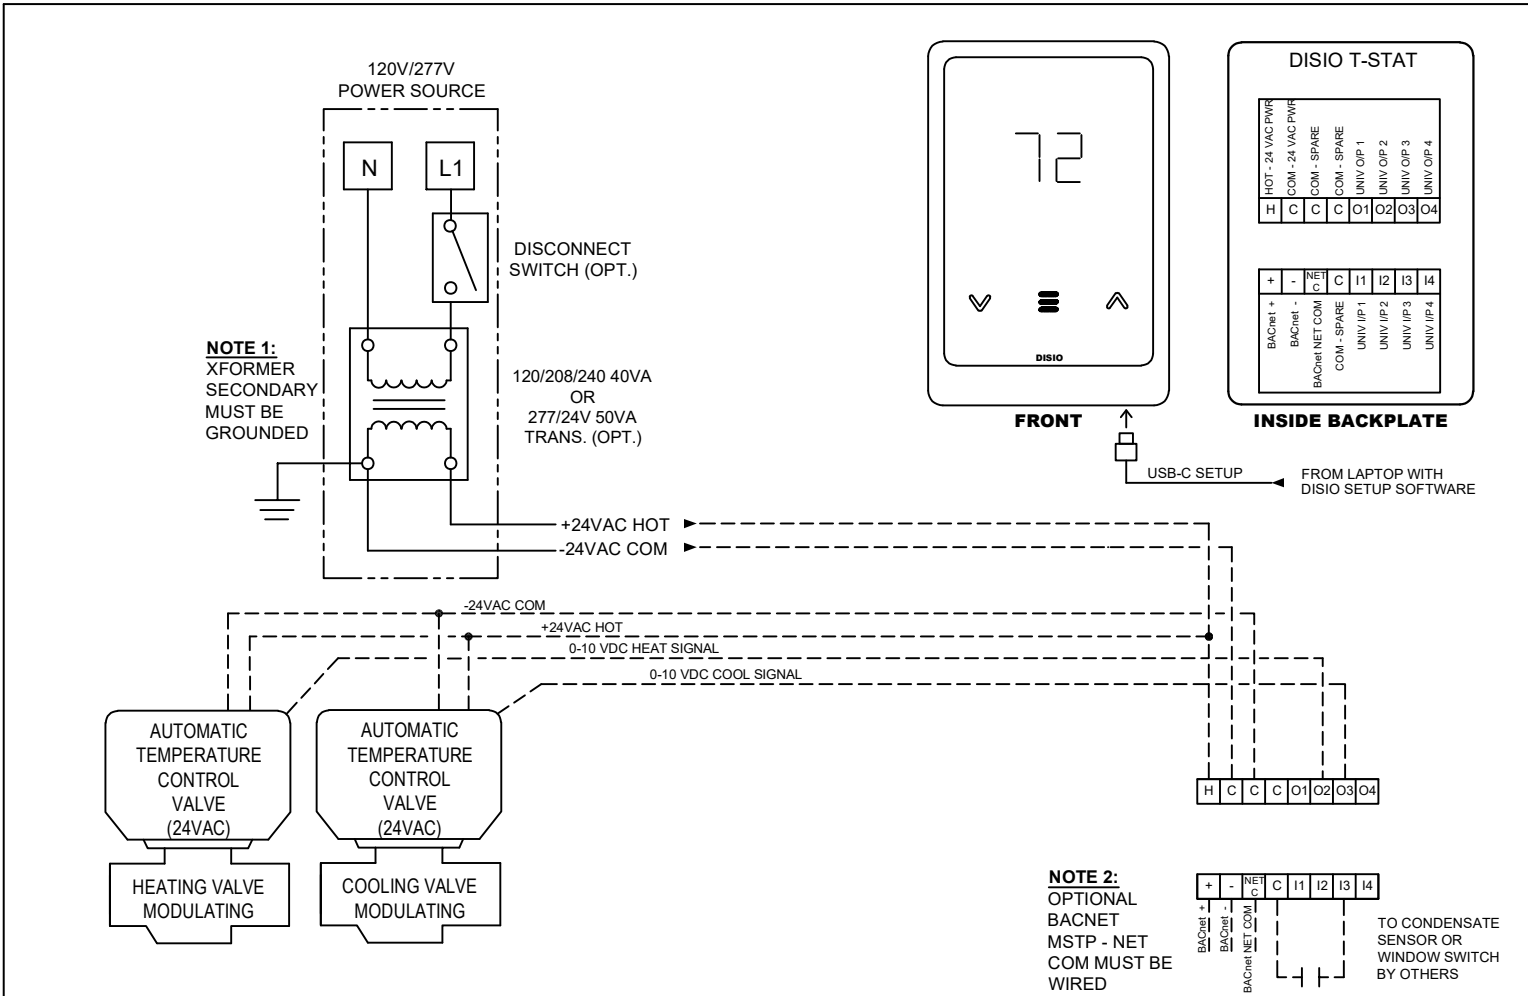 120V/277V
POWER SOURCE
N
L1
DISCONNECT
SWITCH (OPT.)
NOTE 1:
XFORMER
SECONDARY
MUST BE
GROUNDED
120/208/240 40VA
OR
277/24V 50VA
TRANS. (OPT.)
+24VAC HOT
-24VAC COM
72
DISIO
FRONT
DISIO T-STAT
HOT - 24 VAC PWR
COM - 24 VAC PWR
COM - SPARE
COM - SPARE
UNIV O/P 1
UNIV O/P 2
UNIV O/P 3
UNIV O/P 4
H C C C O1 O2 O3 O4
+ - NET C C I1 I2 I3 I4
BACnet +
BACnet -
BACnet NET COM
COM - SPARE
UNIV I/P 1
UNIV I/P 2
UNIV I/P 3
UNIV I/P 4
INSIDE BACKPLATE
USB-C SETUP
FROM LAPTOP WITH
DISIO SETUP SOFTWARE
-24VAC COM
+24VAC HOT
0-10 VDC HEAT SIGNAL
0-10 VDC COOL SIGNAL
AUTOMATIC
TEMPERATURE
CONTROL
VALVE
(24VAC)
HEATING VALVE
MODULATING
AUTOMATIC
TEMPERATURE
CONTROL
VALVE
(24VAC)
COOLING VALVE
MODULATING
H C C C O1 O2 O3 O4
NOTE 2:
OPTIONAL
BACNET
MSTP - NET
COM MUST BE
WIRED
+ - NET C C I1 I2 I3 I4
BACnet +
BACnet -
BACnet NET COM
TO CONDENSATE
SENSOR OR
WINDOW SWITCH
BY OTHERS